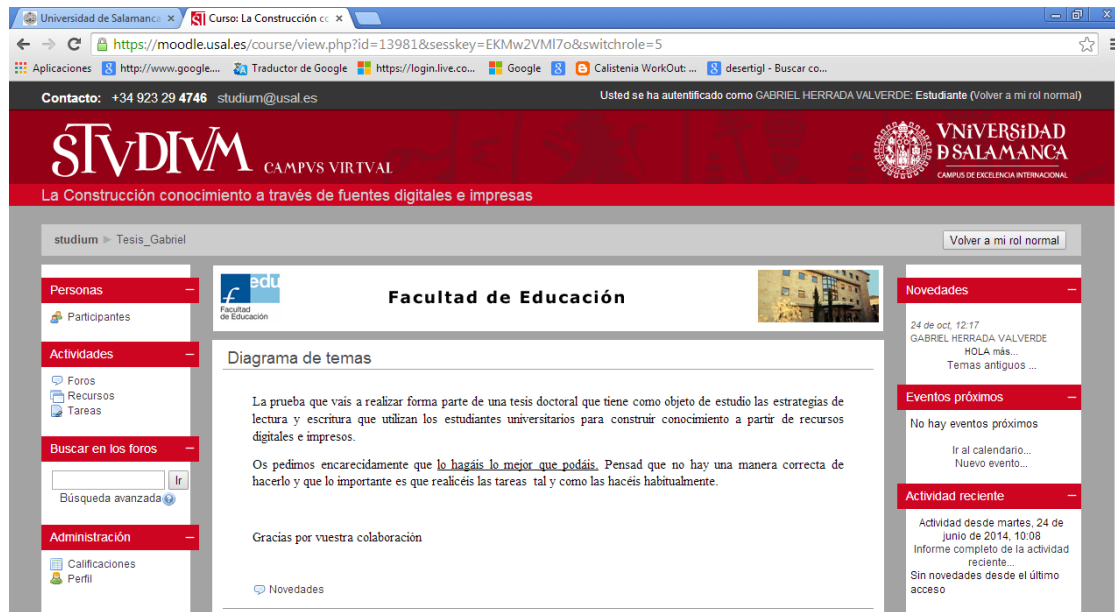 Universidad de Salamanca
Curso: La Construcción co
https://moodle.usal.es/course/view.php?id=13981&sesskey=EKMw2VMl7o&switchrole=5
Aplicaciones http://www.google.... Traductor de Google https://login.live.co... Google Calistenia WorkOut: ... desertigl - Buscar co...
Contacto: +34 923 29 4746 studium@usal.es
Usted se ha autentificado como GABRIEL HERRADA VALVERDE: Estudiante (Volver a mi rol normal)
STVDIVM CAMPVS VIRTVAL
VNiVERSiDAD
D SALAMANCA
CAMPUS DE EXCELENCIA INTERNACIONAL
La Construcción conocimiento a través de fuentes digitales e impresas
studium ► Tesis_Gabriel
Volver a mi rol normal
Personas
Participantes
Actividades
Foros
Recursos
Tareas
Buscar en los foros
Ir
Búsqueda avanzada
Administración
Calificaciones
Perfil
edu
Facultad
de Educación
Facultad de Educación
Diagrama de temas
La prueba que vais a realizar forma parte de una tesis doctoral que tiene como objeto de estudio las estrategias de
lectura y escritura que utilizan los estudiantes universitarios para construir conocimiento a partir de recursos
digitales e impresos.
Os pedimos encarecidamente que lo hagáis lo mejor que podáis. Pensad que no hay una manera correcta de
hacerlo y que lo importante es que realicéis las tareas tal y como las hacéis habitualmente.
Gracias por vuestra colaboración
Novedades
Novedades
24 de oct, 12:17
GABRIEL HERRADA VALVERDE
HOLA más...
Temas antiguos ...
Eventos próximos
No hay eventos próximos
Ir al calendario...
Nuevo evento...
Actividad reciente
Actividad desde martes, 24 de
junio de 2014, 10:08
Informe completo de la actividad
reciente...
Sin novedades desde el último
acceso